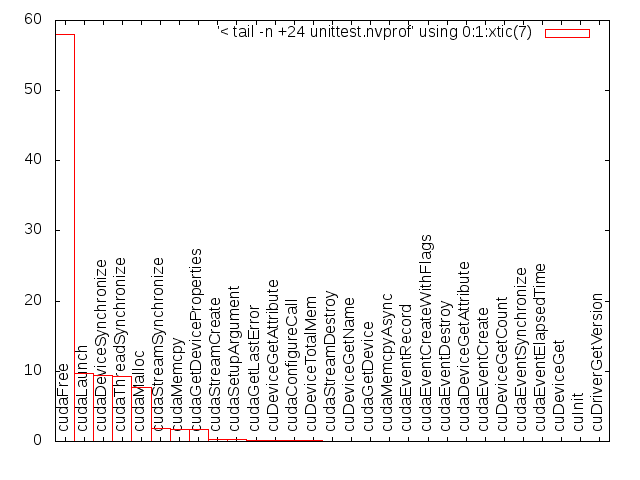 '< tail -n +24 unittest.nvprof' using 0:1:xtic(7)
60
50
40
30
20
10
0
cudaFree
cudaLaunch
cudaDeviceSynchronize
cudaThreadSynchronize
cudaMalloc
cudaStreamSynchronize
cudaMemcpy
cudaGetDeviceProperties
cudaStreamCreate
cudaSetupArgument
cudaGetLastError
cuDeviceGetAttribute
cudaConfigureCall
cuDeviceTotalMem
cudaStreamDestroy
cuDeviceGetName
cudaGetDevice
cudaMemcpyAsync
cudaEventRecord
cudaEventCreateWithFlags
cudaEventDestroy
cudaDeviceGetAttribute
cudaEventCreate
cuDeviceGetCount
cudaEventSynchronize
cudaEventElapsedTime
cuDeviceGet
cuInit
cuDriverGetVersion